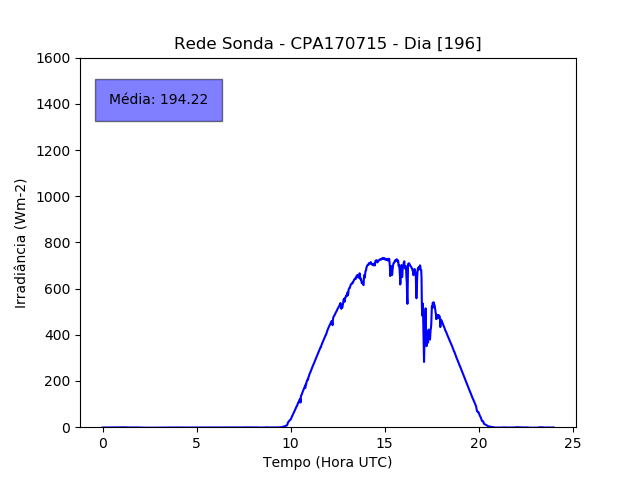 Rede Sonda - CPA170715 - Dia [196]
1600
1400
1200
1000
800
600
400
200
0
Irradiância (Wm-2)
Média: 194.22
0 5 10 15 20 25
Tempo (Hora UTC)